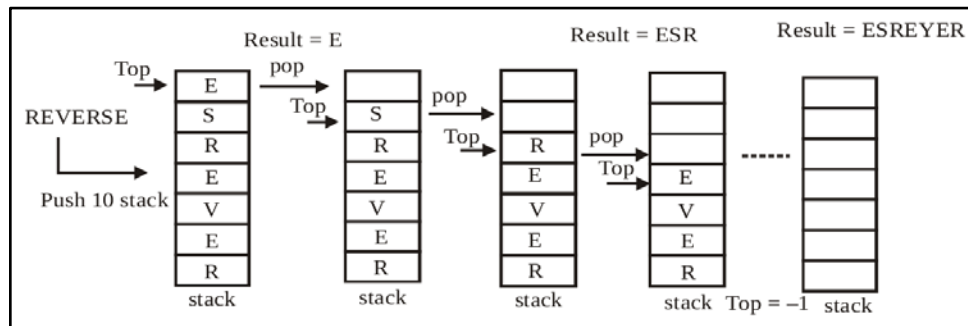 Result = E
Result = ESR
Result = ESREYER
Top
E
pop
S
R
E
V
E
R
stack
REVERSE
Push 10 stack
Top
S
pop
R
E
V
E
R
stack
Top
R
pop
E
V
E
R
stack
Top
E
V
E
R
stack
Top = –1
stack